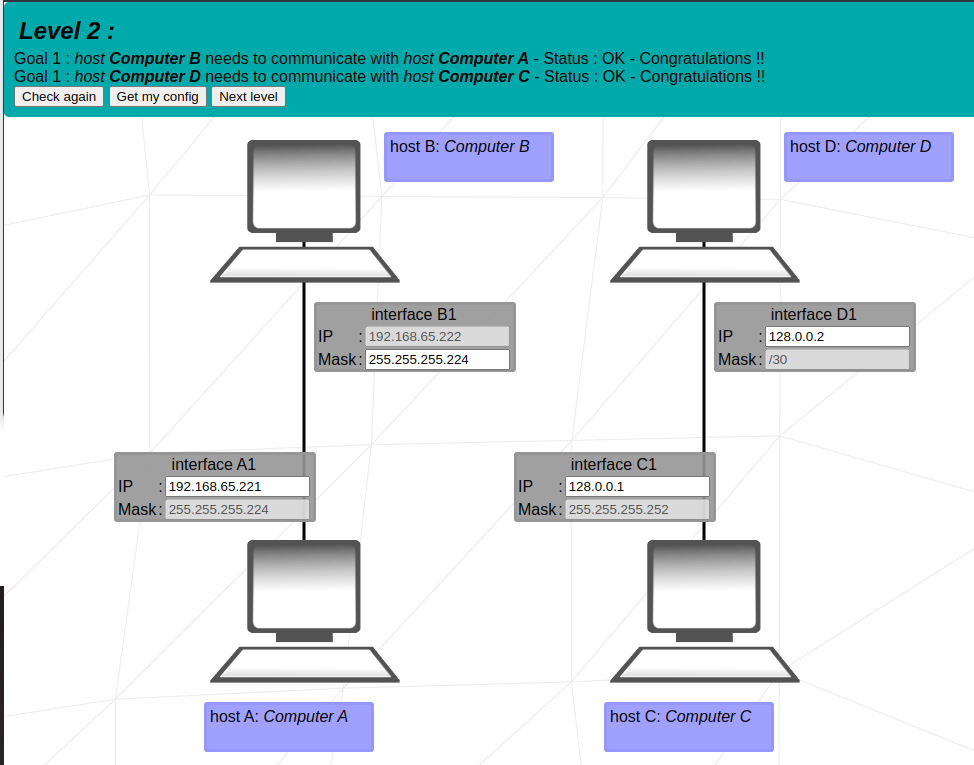 Level 2 :
Goal 1 : host Computer B needs to communicate with host Computer A - Status : OK - Congratulations !!
Goal 1 : host Computer D needs to communicate with host Computer C - Status : OK - Congratulations !!
Check again Get my config Next level
host B: Computer B
host D: Computer D
interface B1
IP : 192.168.65.222
Mask : 255.255.255.224
interface D1
IP : 128.0.0.2
Mask : /30
interface A1
IP : 192.168.65.221
Mask : 255.255.255.224
interface C1
IP : 128.0.0.1
Mask : 255.255.255.252
host A: Computer A
host C: Computer C